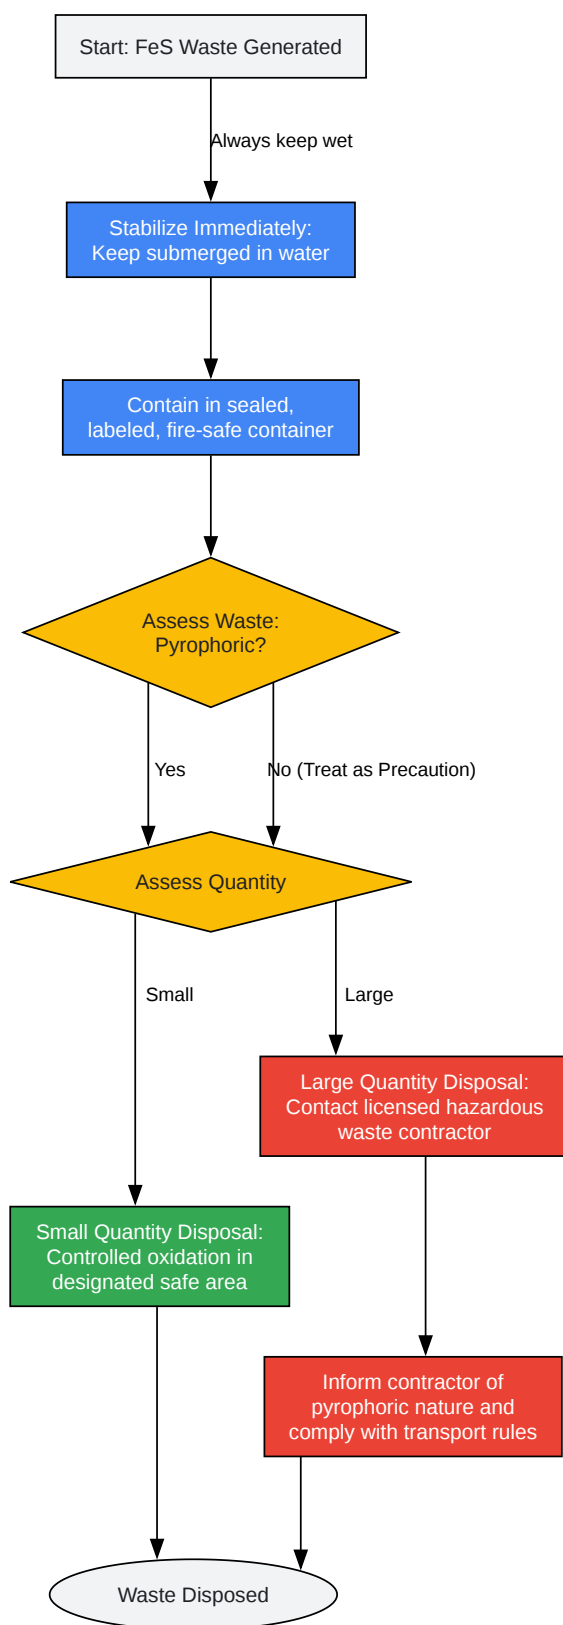 Start: FeS Waste Generated
Always keep wet
Stabilize Immediately:
Keep submerged in water
Contain in sealed,
labeled, fire-safe container
Assess Waste:
Pyrophoric?
Yes
No (Treat as Precaution)
Assess Quantity
Small
Large
Large Quantity Disposal:
Contact licensed hazardous
waste contractor
Small Quantity Disposal:
Controlled oxidation in
designated safe area
Inform contractor of
pyrophoric nature and
comply with transport rules
Waste Disposed